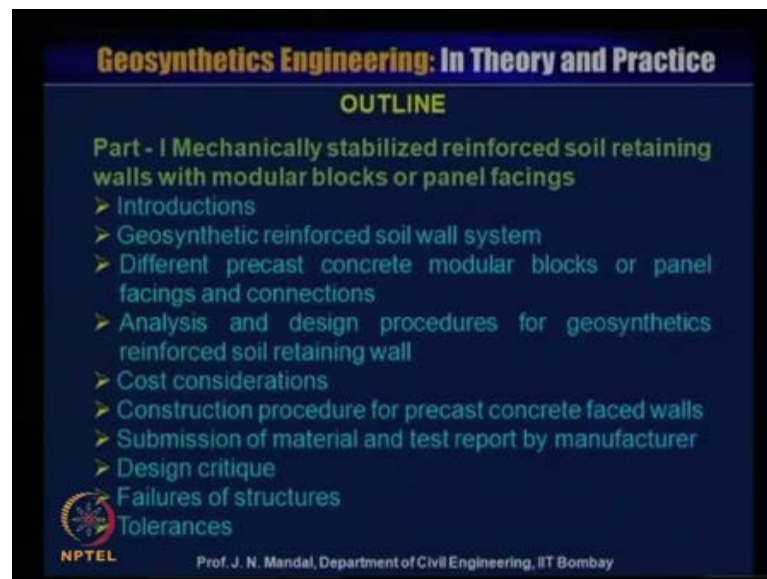 Geosynthetics Engineering: In Theory and Practice
OUTLINE
Part - I Mechanically stabilized reinforced soil retaining
walls with modular blocks or panel facings
➢ Introductions
➢ Geosynthetic reinforced soil wall system
➢ Different precast concrete modular blocks or panel
facings and connections
➢ Analysis and design procedures for geosynthetics
reinforced soil retaining wall
➢ Cost considerations
➢ Construction procedure for precast concrete faced walls
➢ Submission of material and test report by manufacturer
➢ Design critique
➢ Failures of structures
➢ Tolerances
NPTEL
Prof. J. N. Mandal, Department of Civil Engineering, IIT Bombay